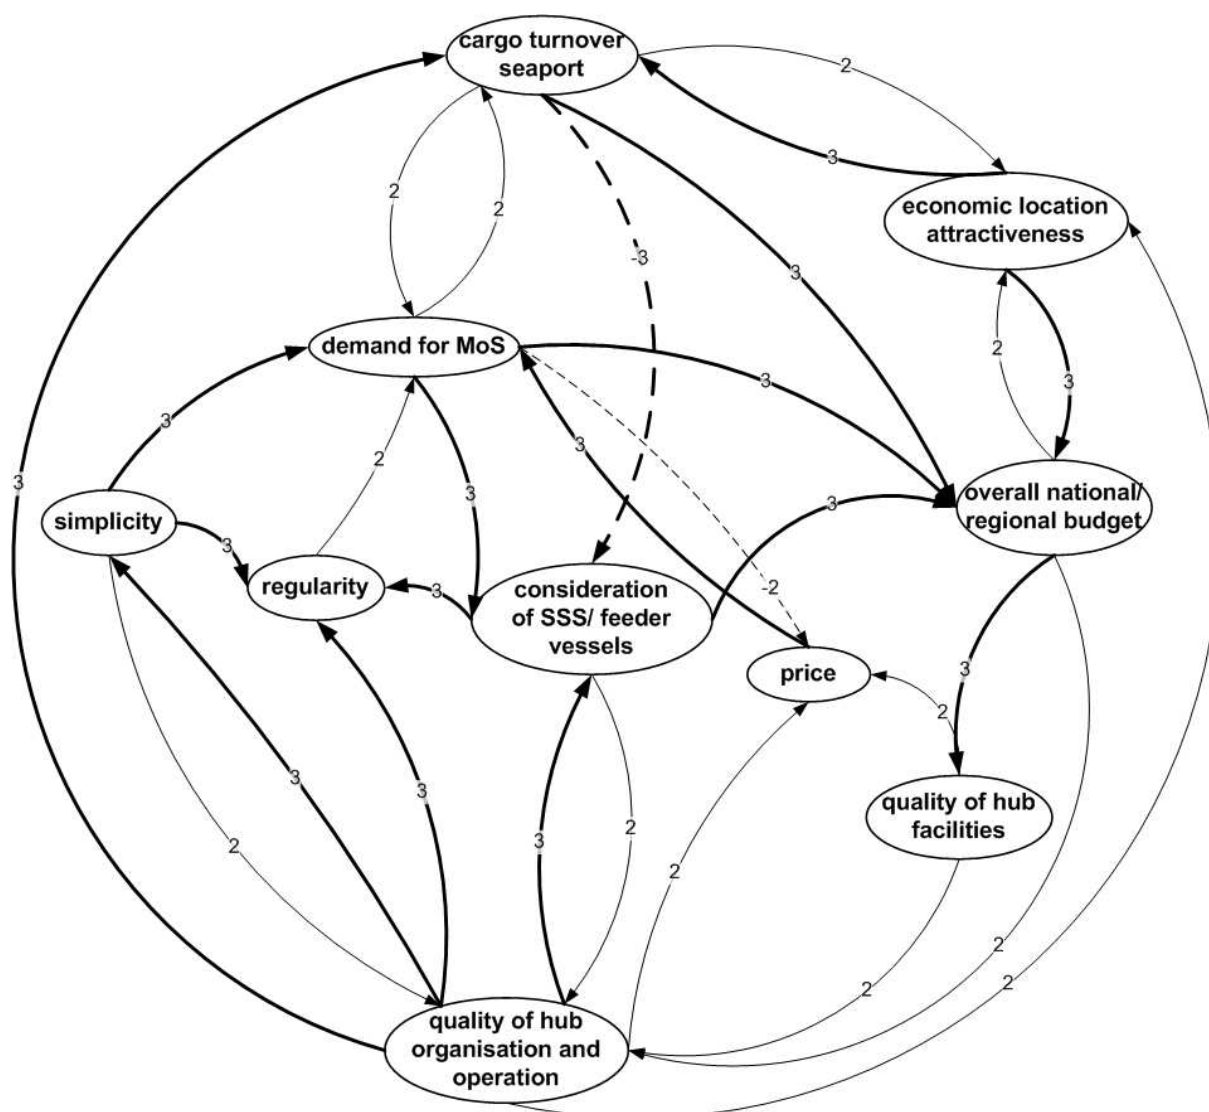 cargo turnover
seaport
2
3
economic location
attractiveness
2
2
-3
3
demand for MoS
2
3
3
3
2
3
3
3
3
overall national/
regional budget
simplicity
3
regularity
3
consideration
of SSS/ feeder
vessels
-2
price
3
2
quality of hub
facilities
3
3
2
3
2
2
2
2
2
quality of hub
organisation and
operation